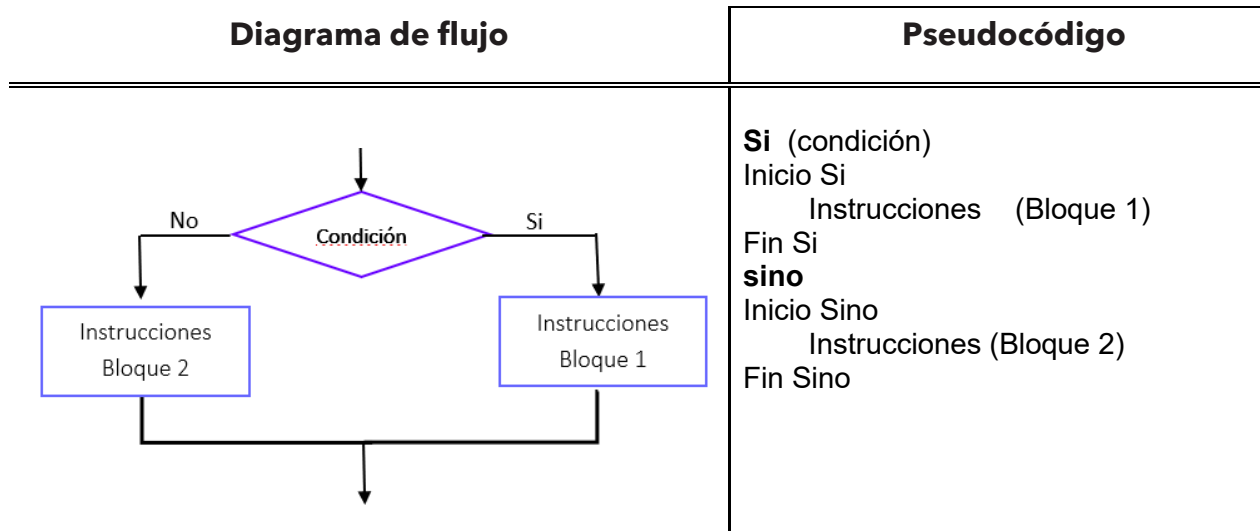 Diagrama de flujo
Pseudocódigo
No
Condición
Si
Instrucciones
Bloque 2
Instrucciones
Bloque 1
Si (condición)
Inicio Si
Instrucciones (Bloque 1)
Fin Si
sino
Inicio Sino
Instrucciones (Bloque 2)
Fin Sino